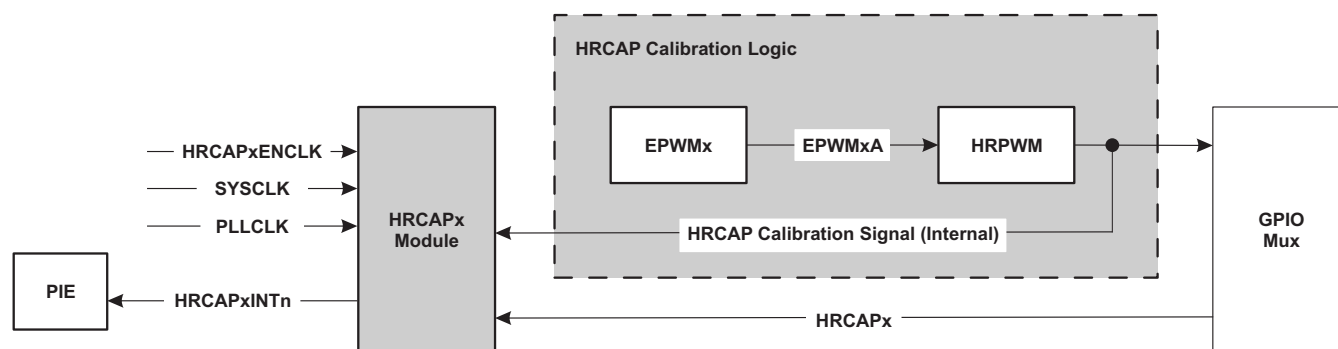 HRCAP Calibration Logic
EPWMx
EPWMxA
HRPWM
HRCAPxENCLK
SYSCLK
PLLCLK
HRCAPx
Module
HRCAP Calibration Signal (Internal)
GPIO
Mux
PIE
HRCAPxINTn
HRCAPx